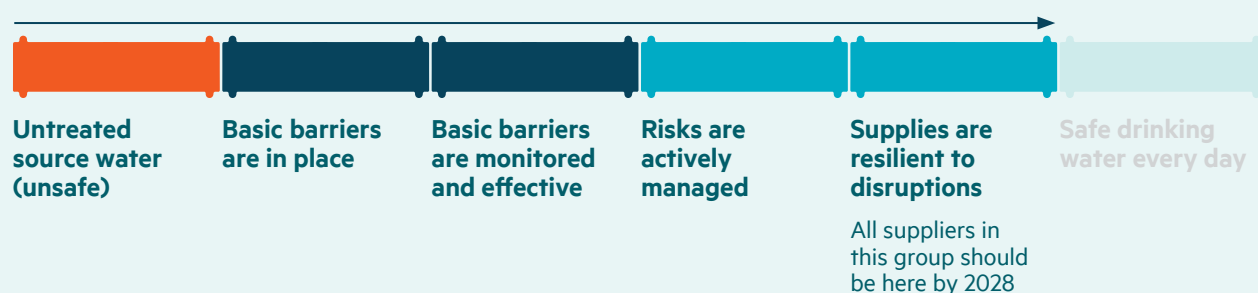 Untreated
source water
(unsafe)
Basic barriers
are in place
Basic barriers
are monitored
and effective
Risks are
actively
managed
Supplies are
resilient to
disruptions
All suppliers in
this group should
be here by 2028
Safe drinking
water every day